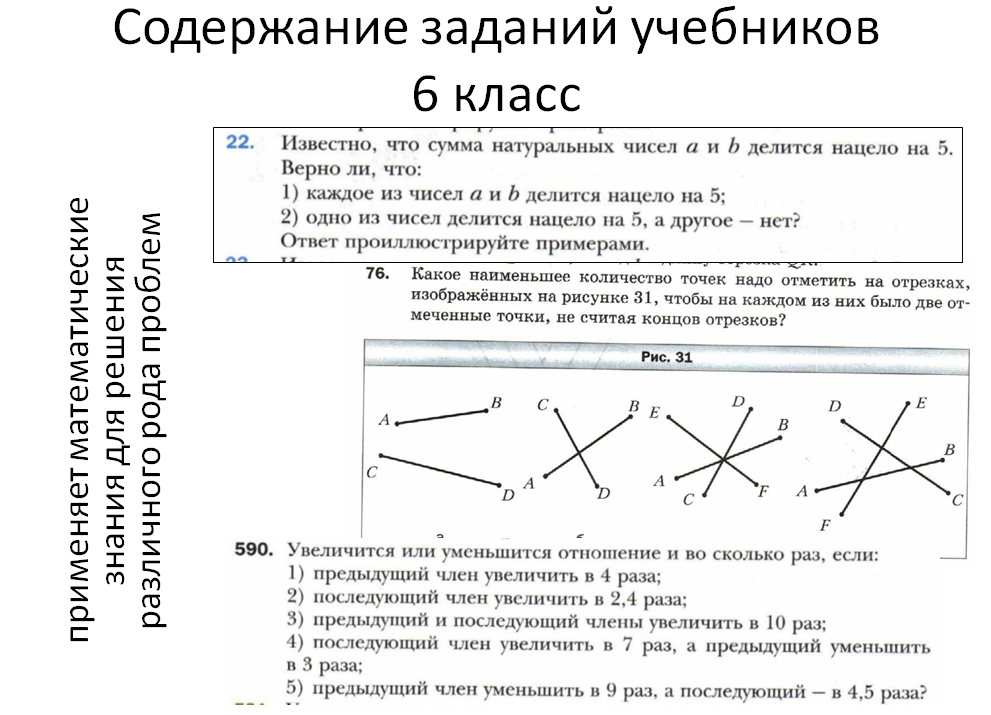 Содержание заданий учебников
6 класс
применяет математические
знания для решения
различного рода проблем
22. Известно, что сумма натуральных чисел a и b делится нацело на 5.
Верно ли, что:
1) каждое из чисел a и b делится нацело на 5;
2) одно из чисел делится нацело на 5, а другое — нет?
Ответ проиллюстрируйте примерами.
76. Какое наименьшее количество точек надо отметить на отрезках,
изображённых на рисунке 31, чтобы на каждом из них было две от-
меченные точки, не считая концов отрезков?
Рис. 31
A B C D
C B A D
E D B A C F
D E B A C F
590. Увеличится или уменьшится отношение и во сколько раз, если:
1) предыдущий член увеличить в 4 раза;
2) последующий член увеличить в 2,4 раза;
3) предыдущий и последующий члены увеличить в 10 раз;
4) последующий член увеличить в 7 раз, а предыдущий уменьшить
в 3 раза;
5) предыдущий член уменьшить в 9 раз, а последующий — в 4,5 раза?